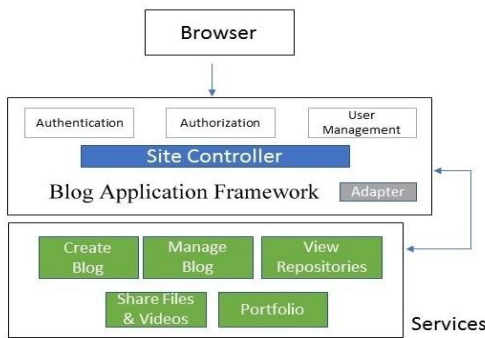 Browser
Authentication
Authorization
User
Management
Site Controller
Blog Application Framework
Adapter
Create
Blog
Manage
Blog
View
Repositories
Share Files
& Videos
Portfolio
Services